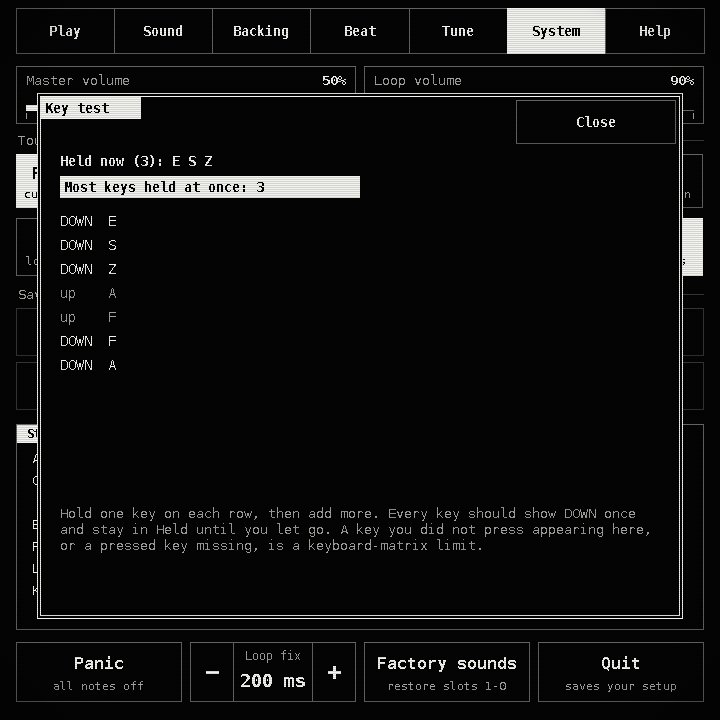 Play Sound Backing Beat Tune System Help
Master volume 50% Loop volume 90%
Key test
Close
Held now (3): E S Z
Most keys held at once: 3
DOWN E
DOWN S
DOWN Z
up A
up F
DOWN F
DOWN A
Hold one key on each row, then add more. Every key should show DOWN once
and stay in Held until you let go. A key you did not press appearing here,
or a pressed key missing, is a keyboard-matrix limit.
Panic
all notes off
− Loop fix +
200 ms
Factory sounds
restore slots 1-0
Quit
saves your setup